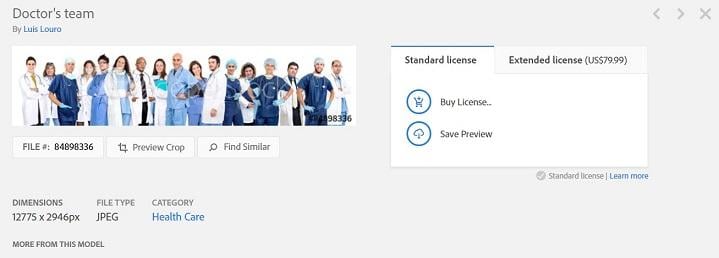 Doctor's team
By Luis Louro
Standard license
Extended license (US$79.99)
Buy License...
Save Preview
#84898336
FILE #: 84898336
Preview Crop
Find Similar
Standard license | Learn more
DIMENSIONS
FILE TYPE
CATEGORY
12775 x 2946px
JPEG
Health Care
MORE FROM THIS MODEL